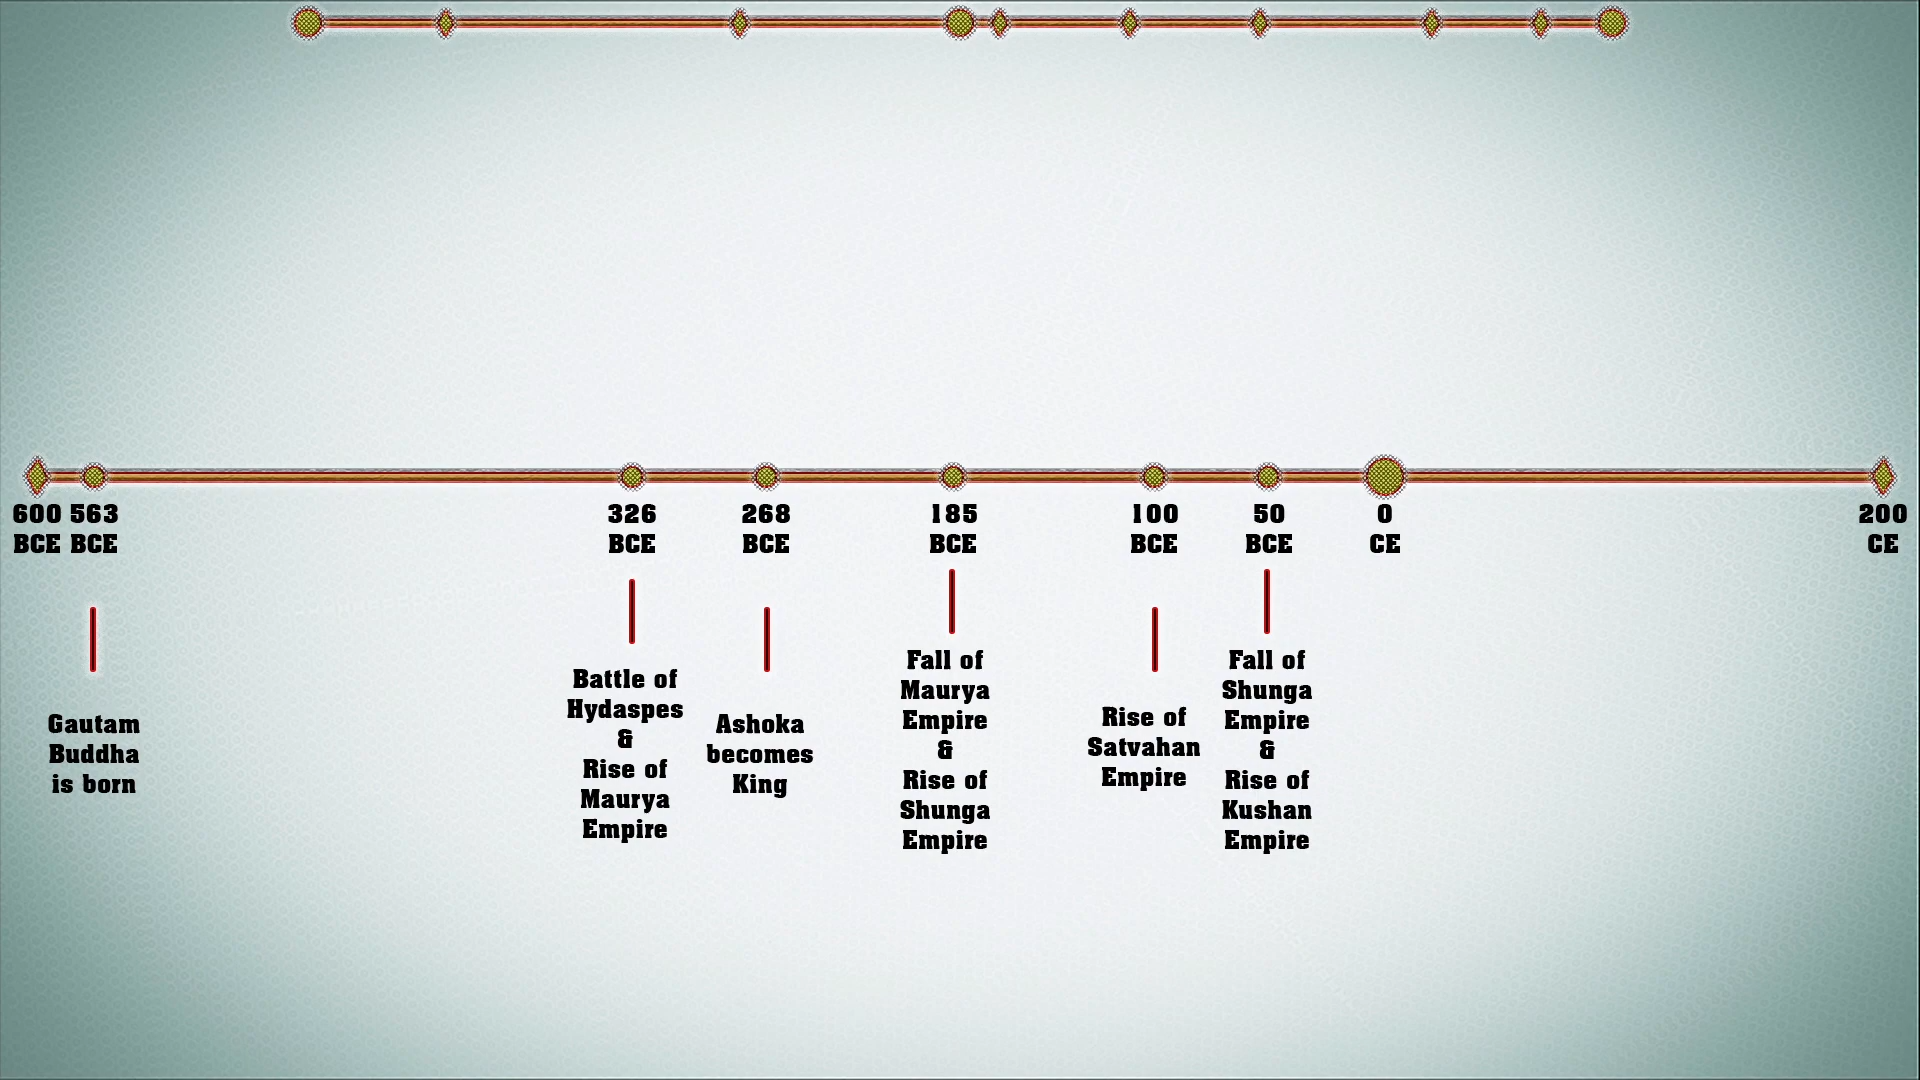 600
BCE
563
BCE
326
BCE
268
BCE
185
BCE
100
BCE
50
BCE
0
CE
200
CE
Gautam
Buddha
is born
Battle of
Hydaspes
&
Rise of
Maurya
Empire
Ashoka
becomes
King
Fall of
Maurya
Empire
&
Rise of
Shunga
Empire
Rise of
Satvahan
Empire
Fall of
Shunga
Empire
&
Rise of
Kushan
Empire